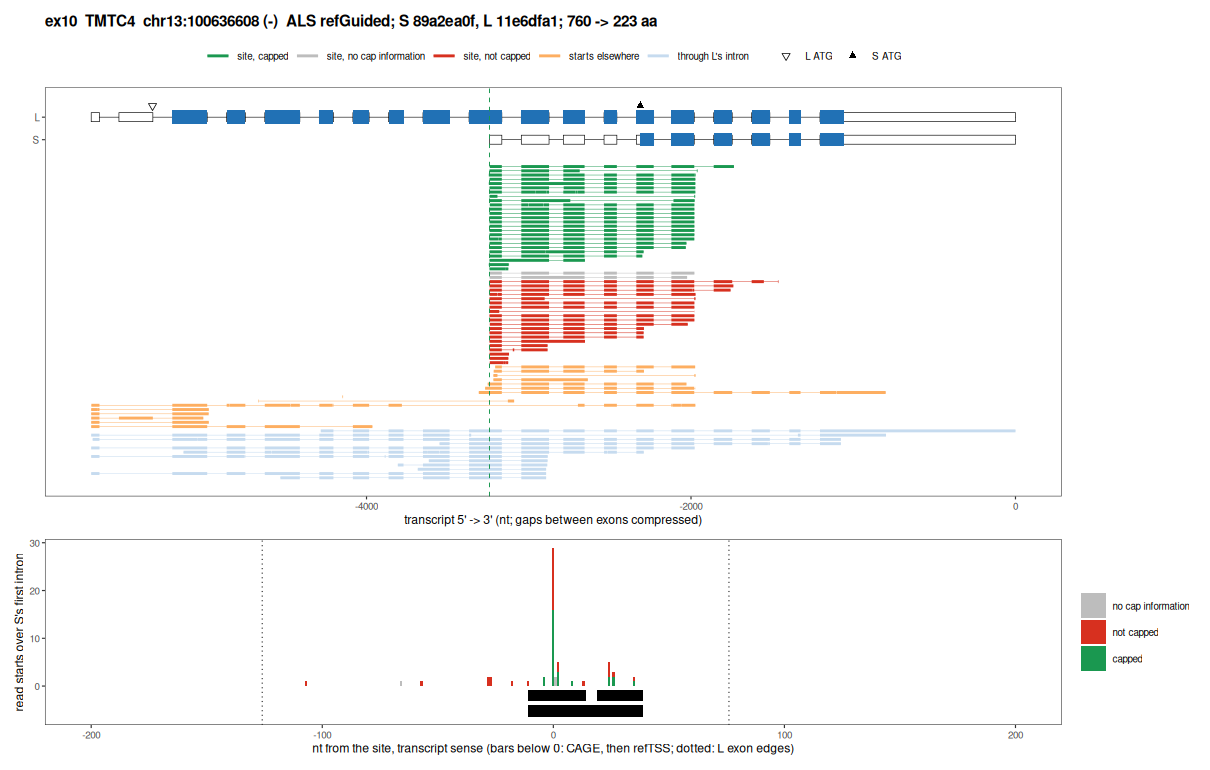 ex10 TMTC4 chr13:100636608 (-) ALS refGuided; S 89a2ea0f, L 11e6dfa1; 760 -> 223 aa
site, capped site, no cap information site, not capped starts elsewhere through L's intron L ATG S ATG
L
S
-4000 -2000 0
transcript 5' -> 3' (nt; gaps between exons compressed)
read starts over S's first intron
30
20
10
0
no cap information
not capped
capped
-200 -100 0 100 200
nt from the site, transcript sense (bars below 0: CAGE, then refTSS; dotted: L exon edges)